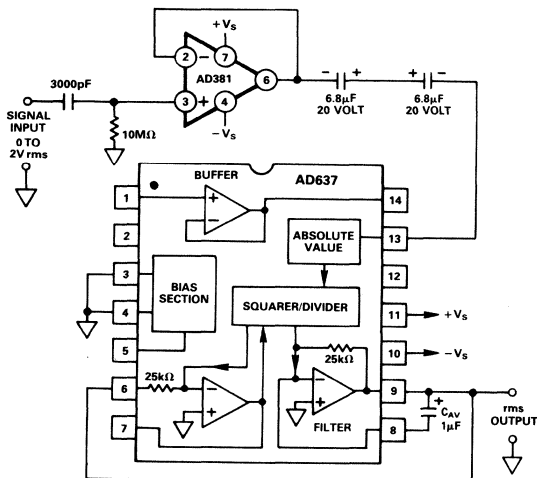 +VS
2
−
7
AD381
6
3
+
4
−VS
3000pF
10MΩ
SIGNAL
INPUT
0 TO
2V rms
− +
6.8μF
20 VOLT
+ −
6.8μF
20 VOLT
BUFFER
AD637
1
+
−
14
2
ABSOLUTE
VALUE
13
3
BIAS
SECTION
12
4
SQUARER/DIVIDER
11
+VS
5
25kΩ
10
−VS
6
25kΩ
−
+
−
+
9
+
CAV
1μF
rms
OUTPUT
7
FILTER
8